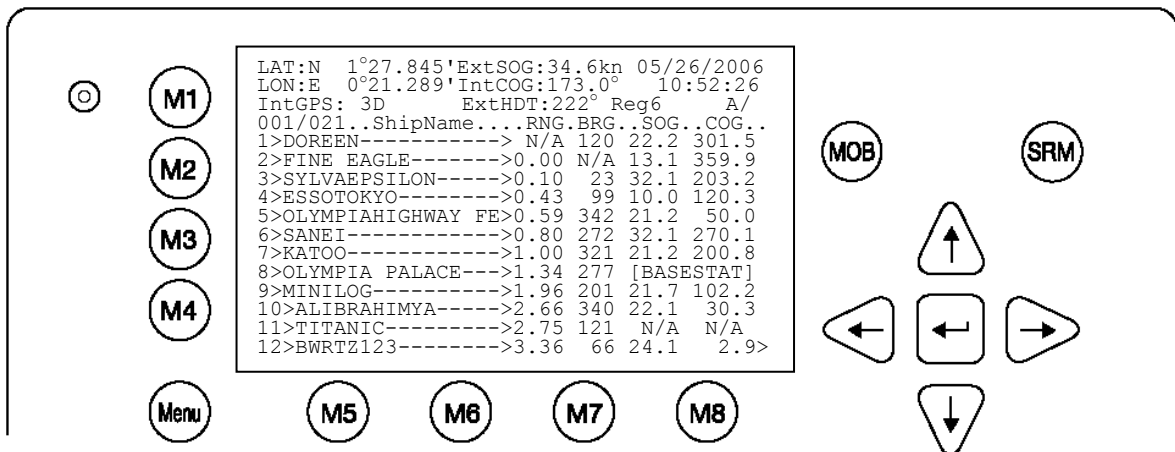 LAT:N  1°27.845'ExtSOG:34.6kn 05/26/2006
LON:E  0°21.289'IntCOG:173.0°   10:52:26
IntGPS: 3D      ExtHDT:222° Reg6     A/
001/021..ShipName....RNG.BRG..SOG..COG..
1>DOREEN-----------> N/A 120 22.2 301.5
2>FINE EAGLE------->0.00 N/A 13.1 359.9
3>SYLVAEPSILON----->0.10  23 32.1 203.2
4>ESSOTOKYO-------->0.43  99 10.0 120.3
5>OLYMPIAHIGHWAY FE>0.59 342 21.2  50.0
6>SANEI------------>0.80 272 32.1 270.1
7>KATOO------------>1.00 321 21.2 200.8
8>OLYMPIA PALACE--->1.34 277 [BASESTAT]
9>MINILOG---------->1.96 201 21.7 102.2
10>ALIBRAHIMYA----->2.66 340 22.1  30.3
11>TITANIC--------->2.75 121  N/A  N/A
12>BWRTZ123-------->3.36  66 24.1   2.9>
M1
M2
M3
M4
MOB
SRM
Menu
M5
M6
M7
M8